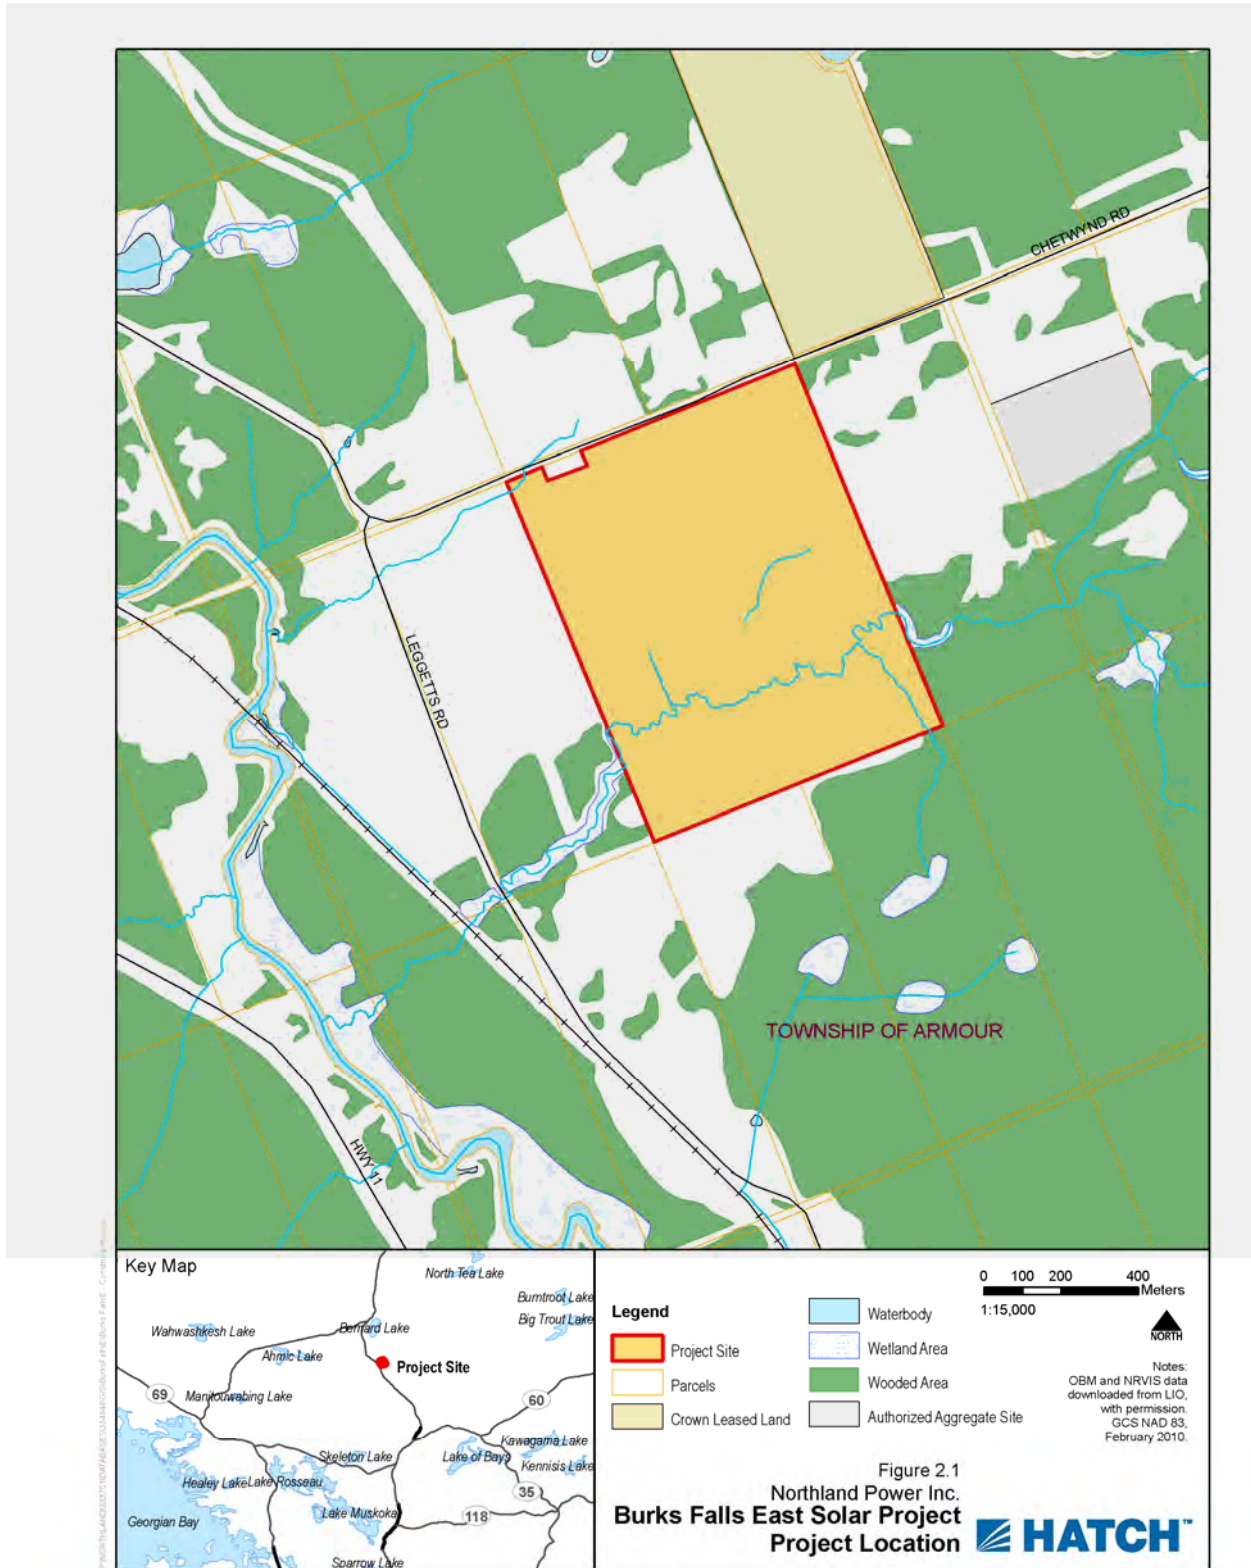 CHETWYND RD
LEGGETTS RD
TOWNSHIP OF ARMOUR
HWY 11
Key Map
North Tea Lake
Burntroot Lake
Big Trout Lake
Wahwashkesh Lake
Bernard Lake
Ahmic Lake
Project Site
69
Manitouwabing Lake
60
Kawagama Lake
Skeleton Lake
Lake of Bays
Kennisis Lake
Healey Lake
Lake Rosseau
35
Lake Muskoka
118
Georgian Bay
Sparrow Lake
Legend
Project Site
Parcels
Crown Leased Land
Waterbody
Wetland Area
Wooded Area
Authorized Aggregate Site
0 100 200 400
Meters
1:15,000
NORTH
Notes:
OBM and NRVIS data
downloaded from LIO,
with permission.
GCS NAD 83,
February 2010.
Figure 2.1
Northland Power Inc.
Burks Falls East Solar Project
Project Location
HATCH™